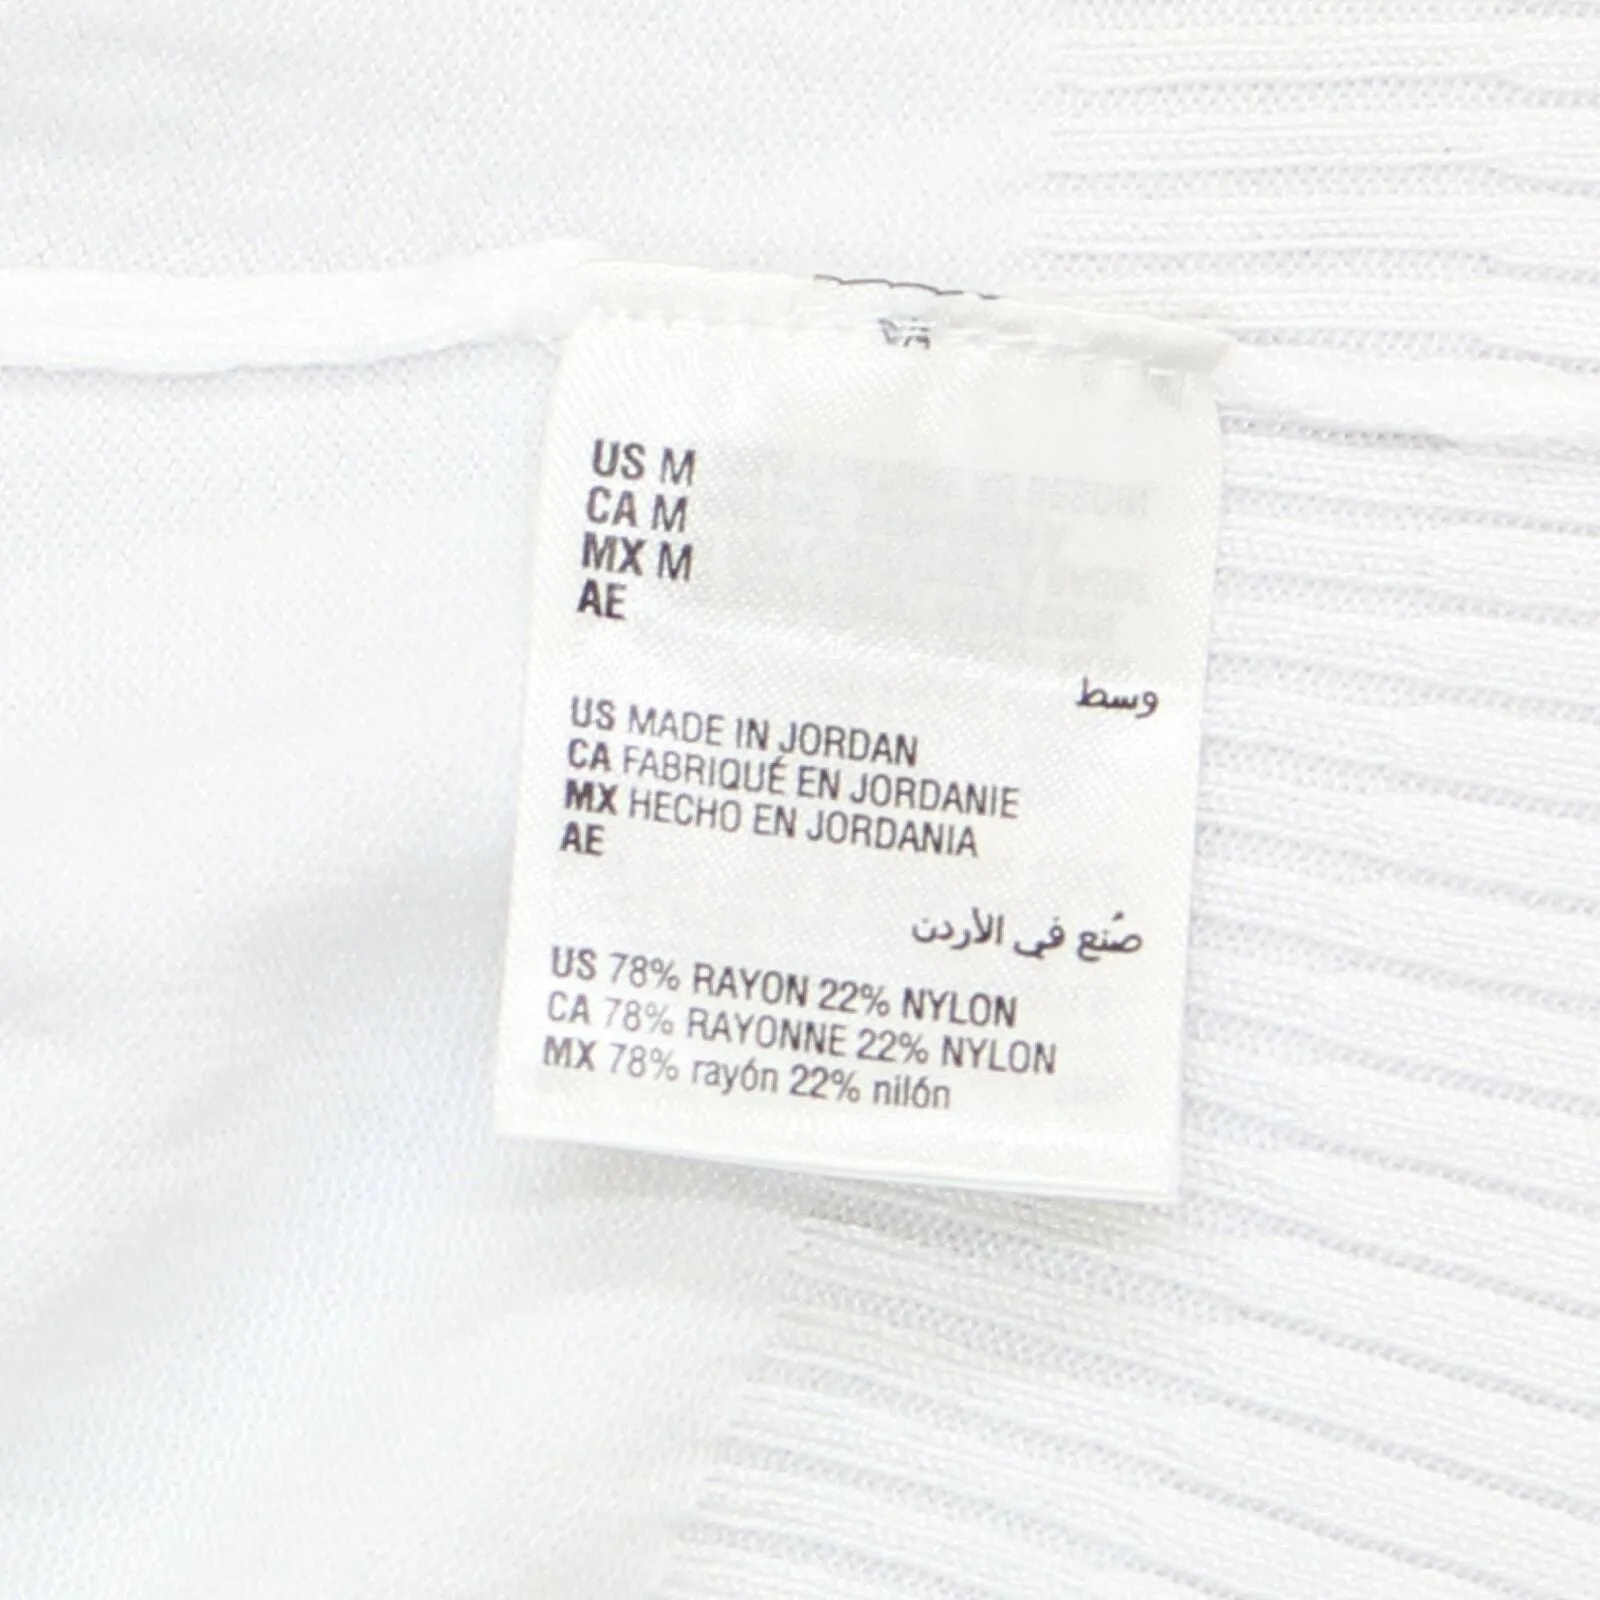 US M
CA M
MX M
AE
وسط
US MADE IN JORDAN
CA FABRIQUÉ EN JORDANIE
MX HECHO EN JORDANIA
AE
صُنع في الأردن
US 78% RAYON 22% NYLON
CA 78% RAYONNE 22% NYLON
MX 78% rayón 22% nilón